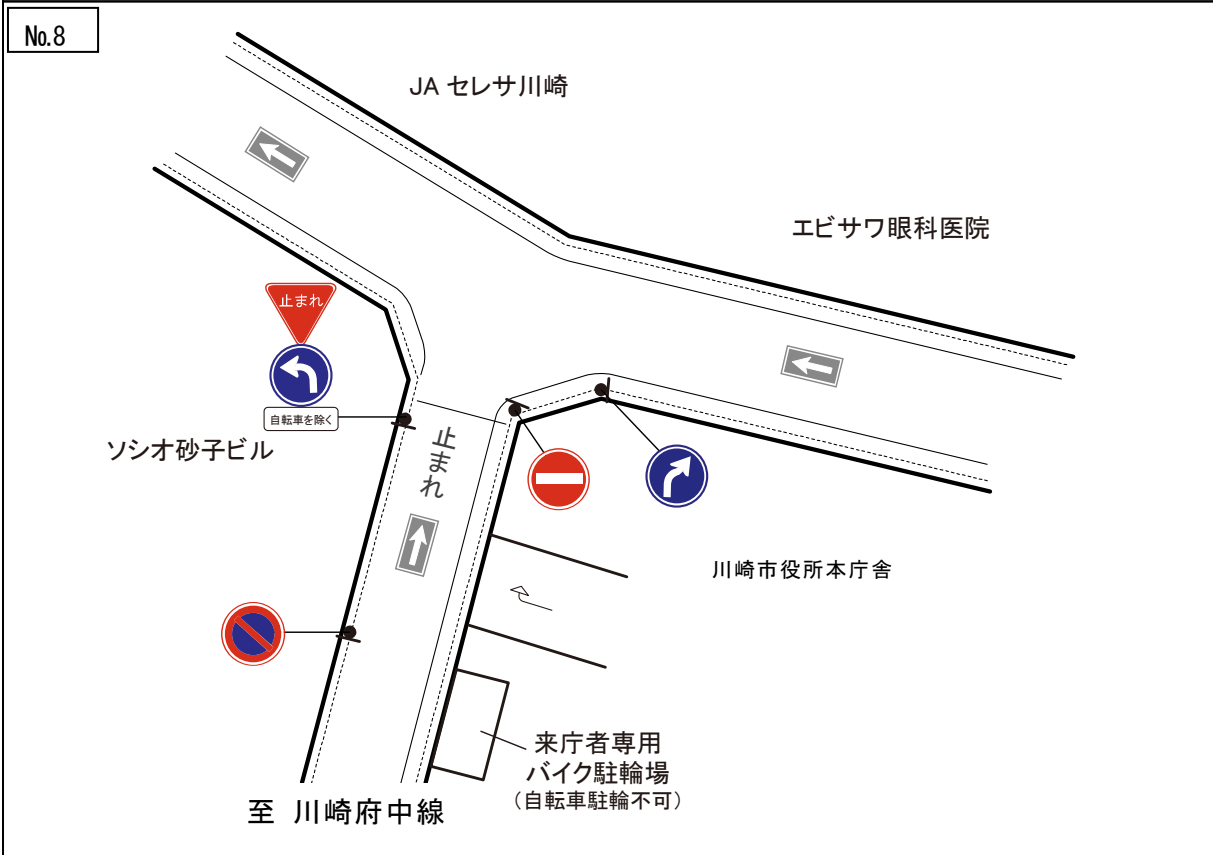 No.8
JA セレサ川崎
エビサワ眼科医院
止まれ
自転車を除く
ソシオ砂子ビル
止まれ
川崎市役所本庁舎
来庁者専用
バイク駐輪場
（自転車駐輪不可）
至 川崎府中線